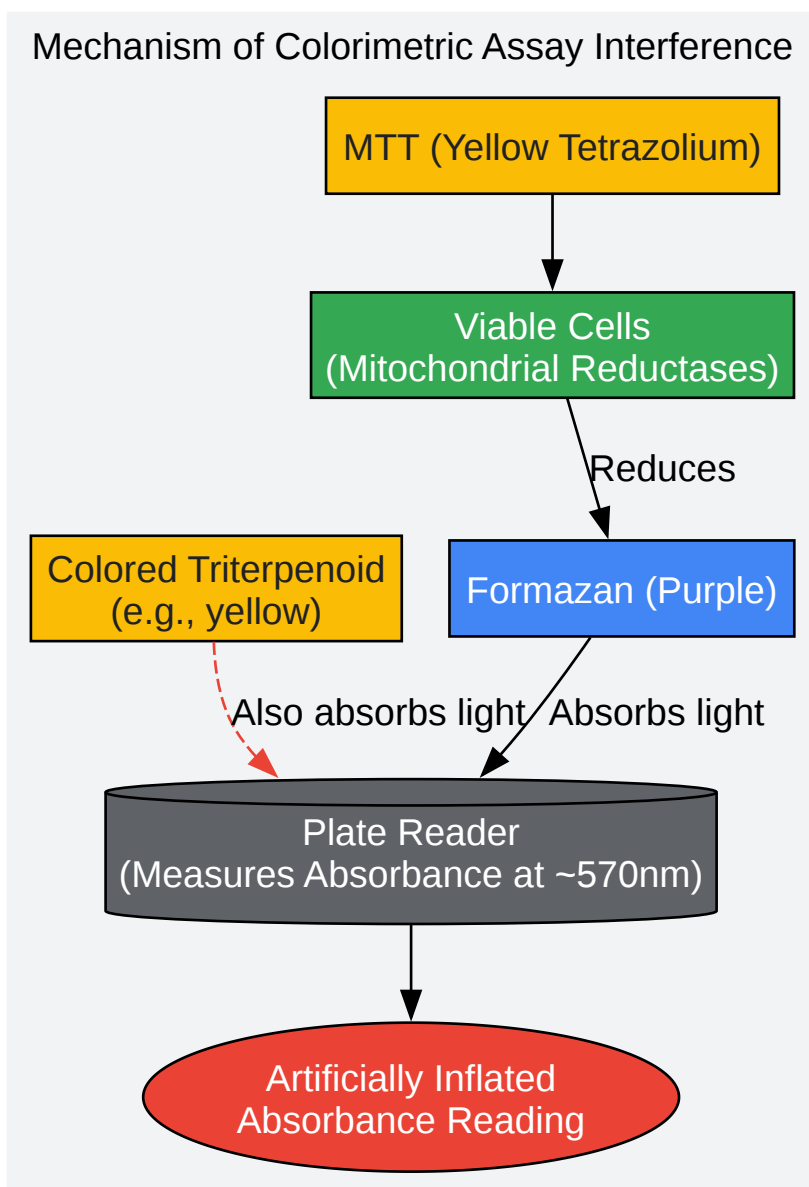 Mechanism of Colorimetric Assay Interference
MTT (Yellow Tetrazolium)
Viable Cells
(Mitochondrial Reductases)
Reduces
Colored Triterpenoid
(e.g., yellow)
Formazan (Purple)
Also absorbs light
Absorbs light
Plate Reader
(Measures Absorbance at ~570nm)
Artificially Inflated
Absorbance Reading